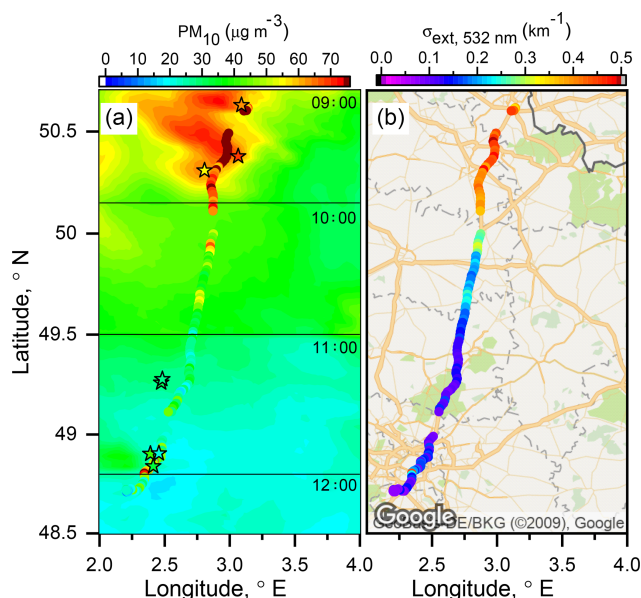 PM10 (µg m−3)
σext, 532 nm (km−1)
0 10 20 30 40 50 60 70
0.0 0.1 0.2 0.3 0.4 0.5
(a)
09:00
(b)
50.5
10:00
50
Latitude, ° N
49.5
11:00
49
12:00
48.5
Google
(©2009), Google
2.0 2.5 3.0 3.5 4.0
2.5 3.0 3.5 4.0
Longitude, ° E
Longitude, ° E